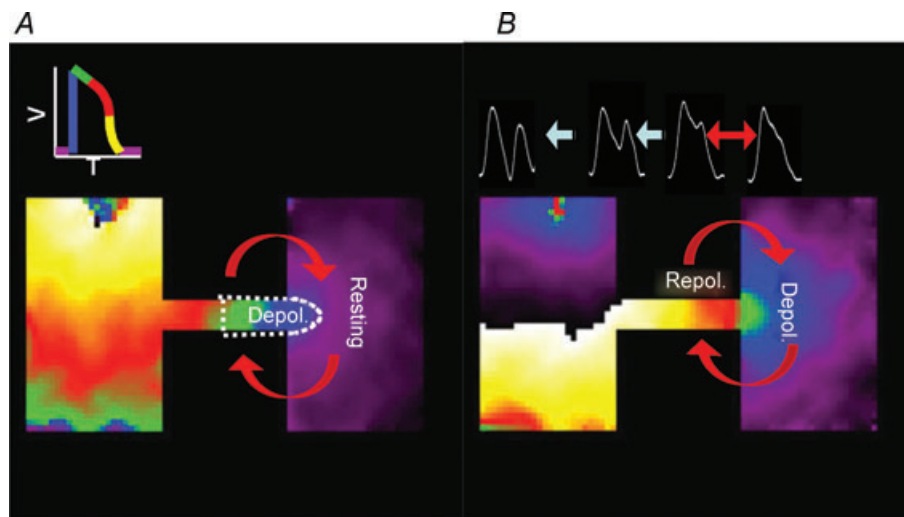 A
B
V
T
Depol.
Resting
Repol.
Depol.